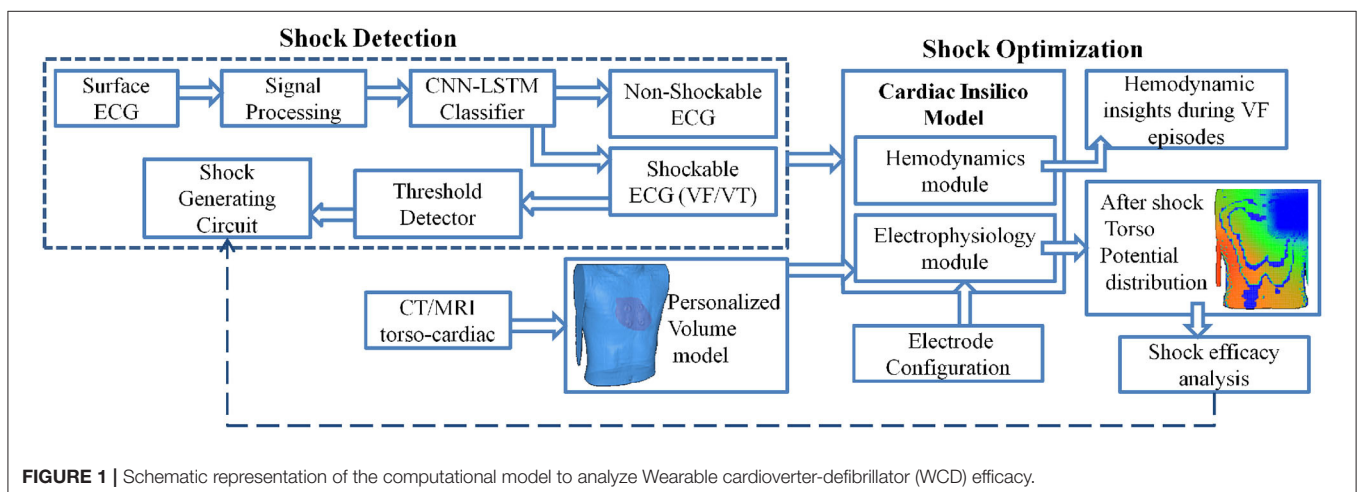 Shock Detection
Surface
ECG
Signal
Processing
CNN-LSTM
Classifier
Non-Shockable
ECG
Shockable
ECG (VF/VT)
Threshold
Detector
Shock
Generating
Circuit
CT/MRI
torso-cardiac
Personalized
Volume
model
Shock Optimization
Cardiac Insilico
Model
Hemodynamics
module
Electrophysiology
module
Electrode
Configuration
Hemodynamic
insights during VF
episodes
After shock
Torso
Potential
distribution
Shock efficacy
analysis
FIGURE 1 | Schematic representation of the computational model to analyze Wearable cardioverter-defibrillator (WCD) efficacy.